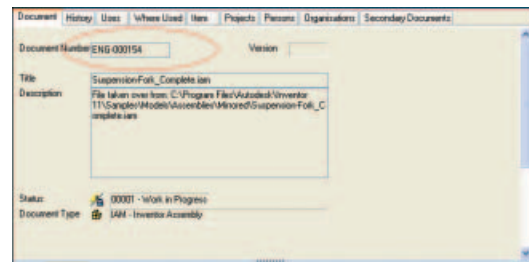 Document History Uses Where Used Item Projects Persons Organisations Secondary Documents
Document Number ENG-000154 Version
Title Suspension-Fork_Complete.iam
Description File taken over from: C:\Program Files\Autodesk\Inventor
11\Samples\Models\Assemblies\Mirrored\Suspension-Fork_C
omplete.iam
Status: 00001 - Work in Progress
Document Type IAM - Inventor Assembly